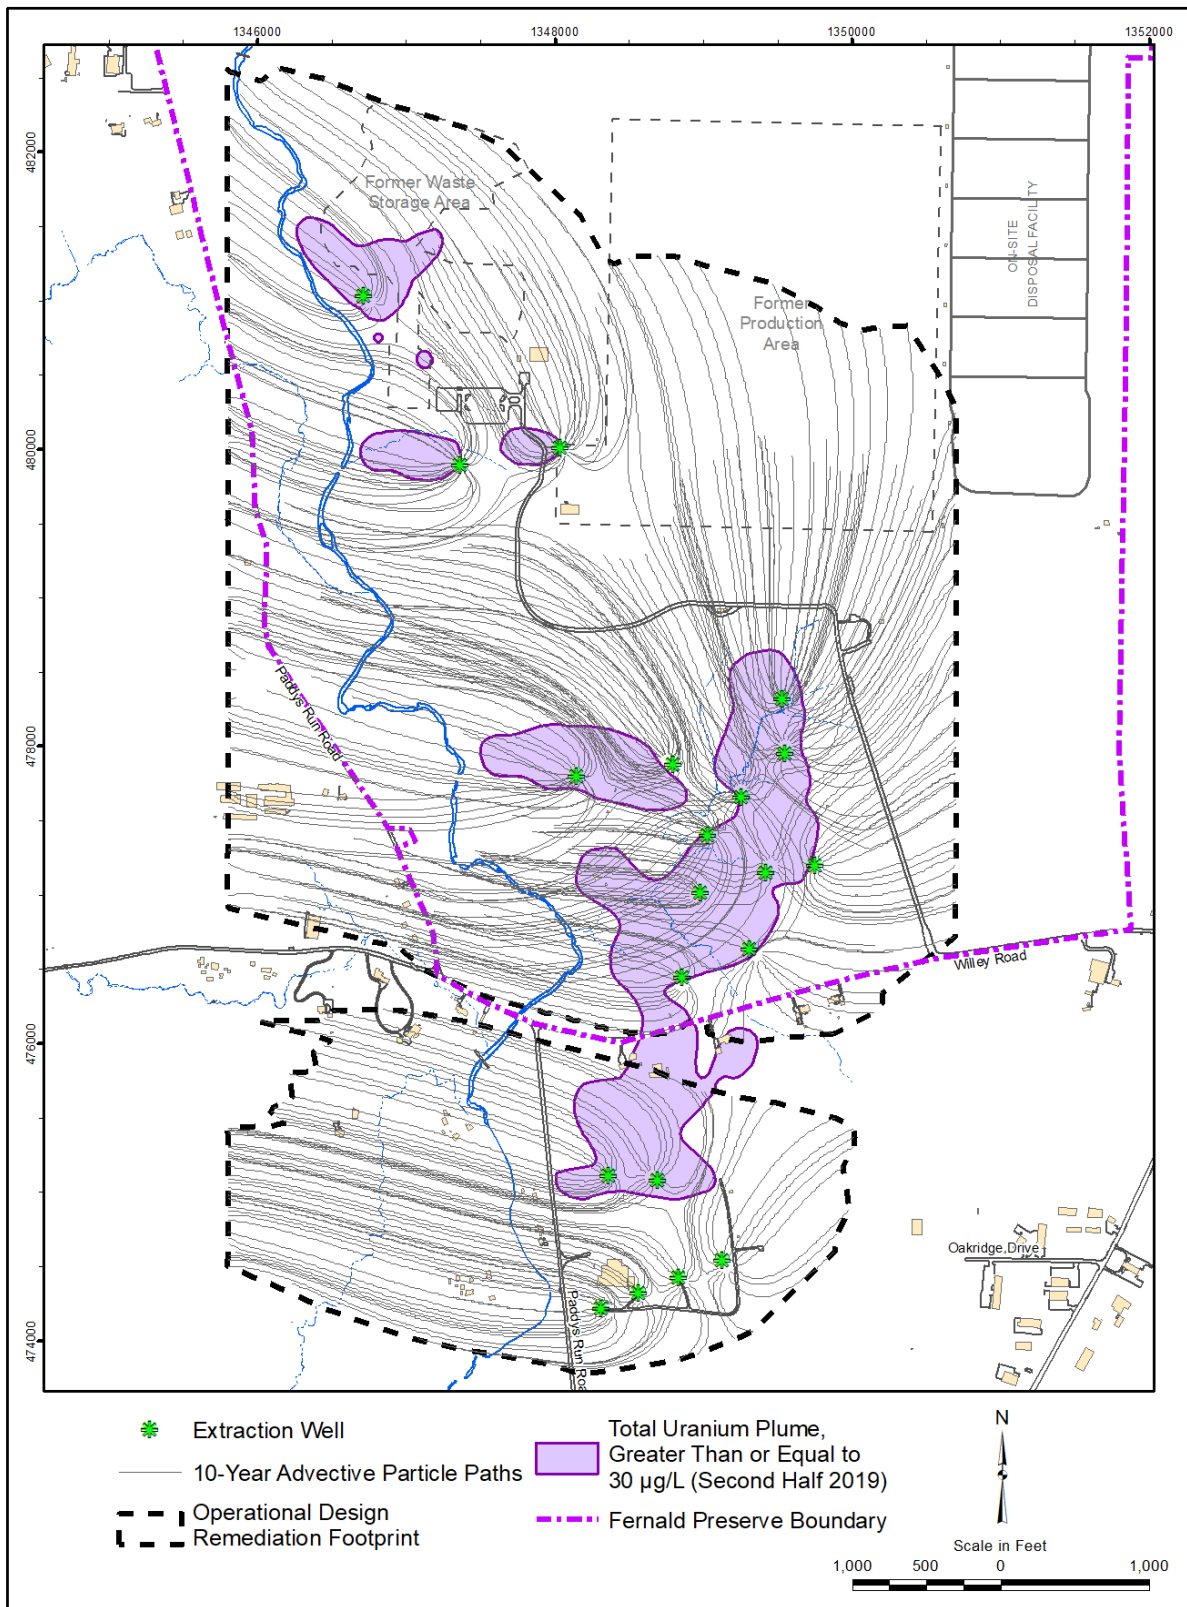 1346000
1348000
1350000
1352000
482000
480000
478000
476000
474000
Former Waste
Storage Area
Former
Production
Area
ON-SITE
DISPOSAL FACILITY
Paddys Run Road
Willey Road
Oakridge Drive
Paddys Run Roa
Extraction Well
10-Year Advective Particle Paths
Operational Design
Remediation Footprint
Total Uranium Plume,
Greater Than or Equal to
30 µg/L (Second Half 2019)
Fernald Preserve Boundary
N
Scale in Feet
1,000 500 0 1,000